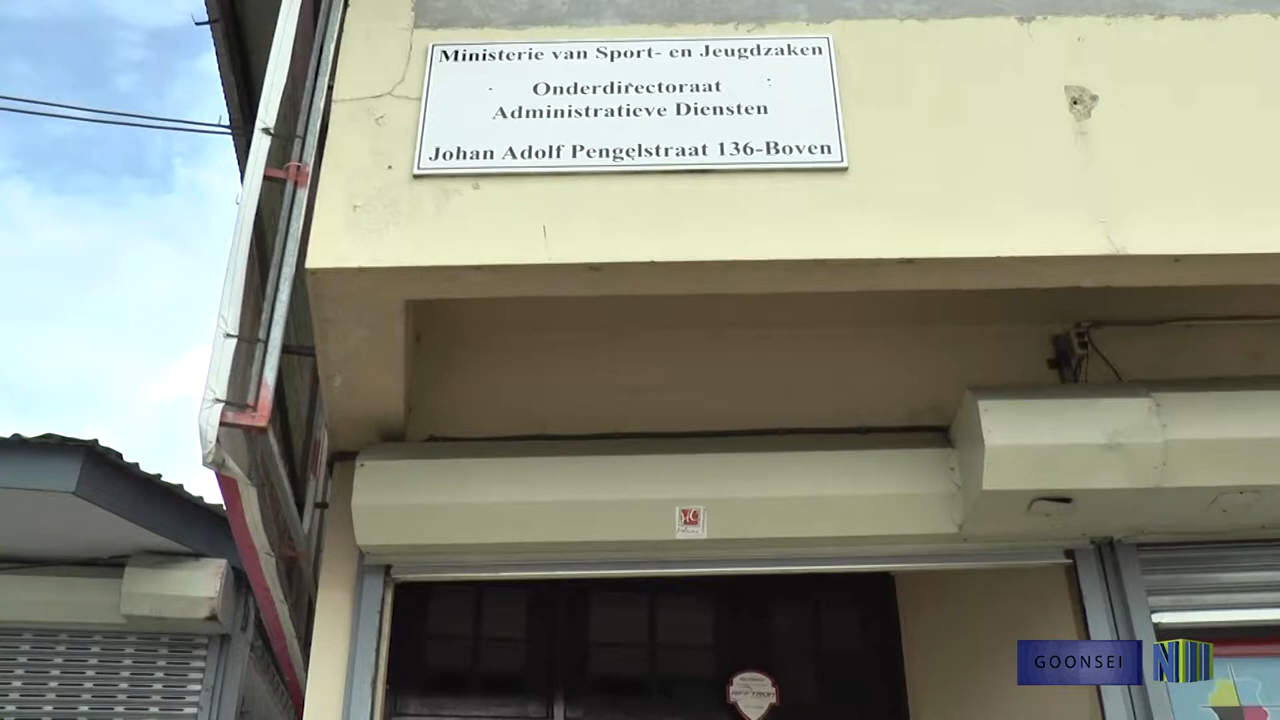 Ministerie van Sport- en Jeugdzaken
Onderdirectoraat
Administratieve Diensten
Johan Adolf Pengelstraat 136-Boven
GOONSEI
N